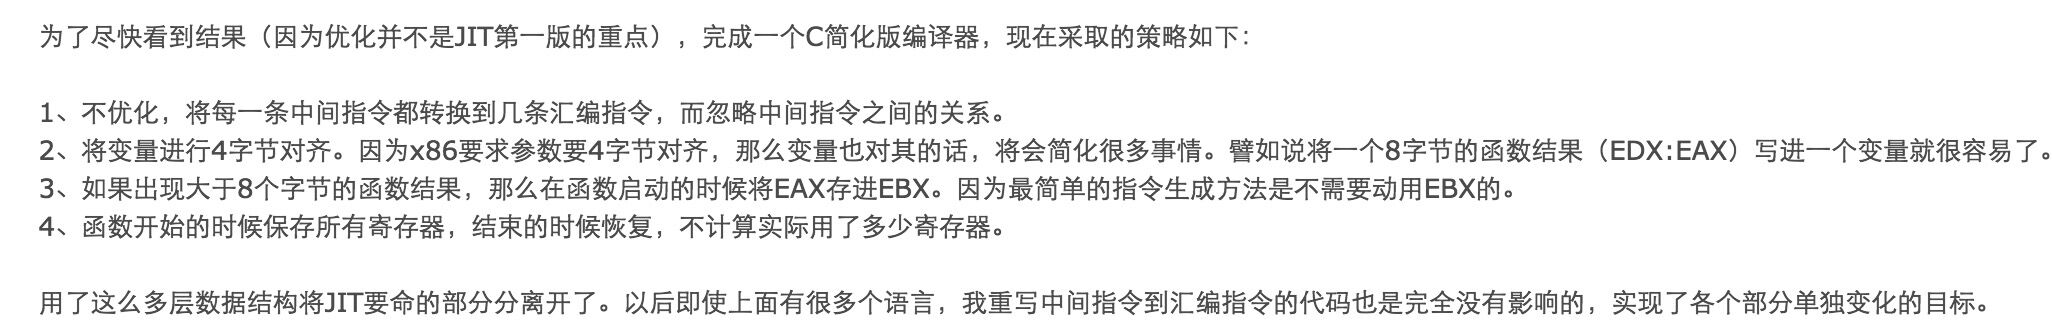 为了尽快看到结果（因为优化并不是JIT第一版的重点），完成一个C简化版编译器，现在采取的策略如下：
1、不优化，将每一条中间指令都转换到几条汇编指令，而忽略中间指令之间的关系。
2、将变量进行4字节对齐。因为x86要求参数要4字节对齐，那么变量也对其的话，将会简化很多事情。譬如说将一个8字节的函数结果（EDX:EAX）写进一个变量就很容易了。
3、如果出现大于8个字节的函数结果，那么在函数启动的时候将EAX存进EBX。因为最简单的指令生成方法是不需要动用EBX的。
4、函数开始的时候保存所有寄存器，结束的时候恢复，不计算实际用了多少寄存器。
用了这么多层数据结构将JIT要命的部分分离开了。以后即使上面有很多个语言，我重写中间指令到汇编指令的代码也是完全没有影响的，实现了各个部分单独变化的目标。